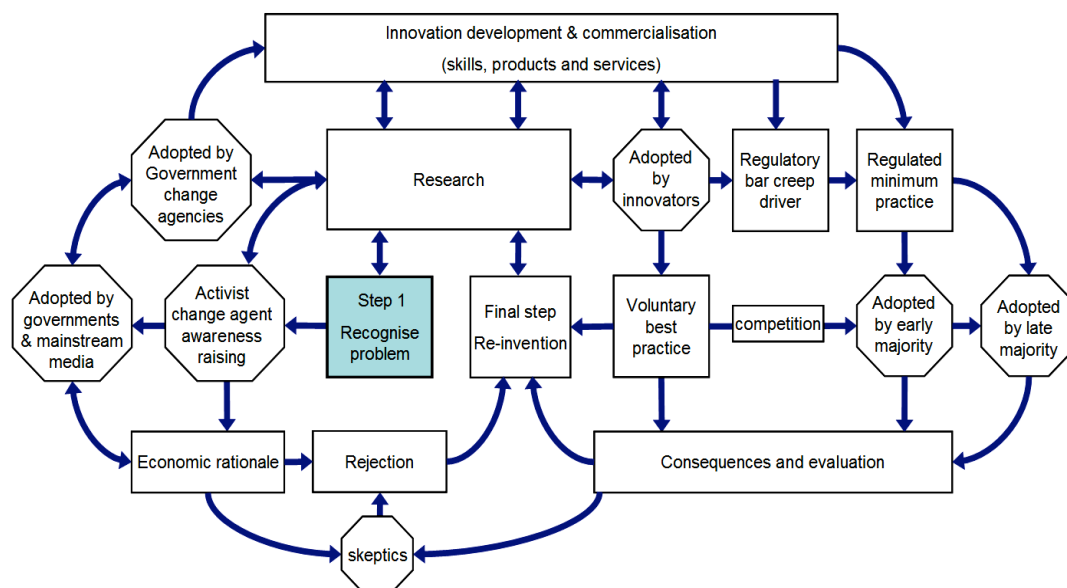 Innovation development & commercialisation
(skills, products and services)
Adopted by
Government
change
agencies
Research
Adopted
by
innovators
Regulatory
bar creep
driver
Regulated
minimum
practice
Adopted by
governments
& mainstream
media
Activist
change agent
awareness
raising
Step 1
Recognise
problem
Final step
Re-invention
Voluntary
best
practice
competition
Adopted
by early
majority
Adopted
by late
majority
Economic rationale
Rejection
Consequences and evaluation
skeptics